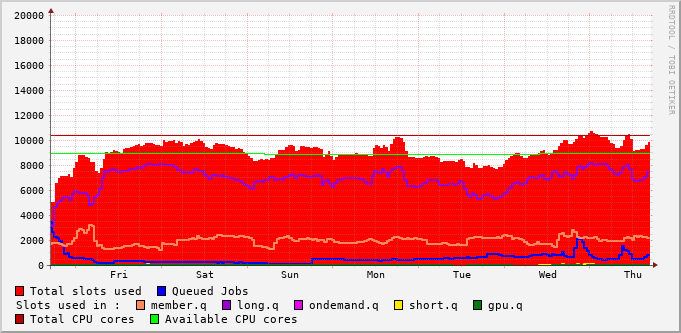 20000
18000
16000
14000
12000
10000
8000
6000
4000
2000
0
Fri Sat Sun Mon Tue Wed Thu
RRDTOOL / TOBI OETIKER
Total slots used Queued Jobs
Slots used in : member.q long.q ondemand.q short.q gpu.q
Total CPU cores Available CPU cores